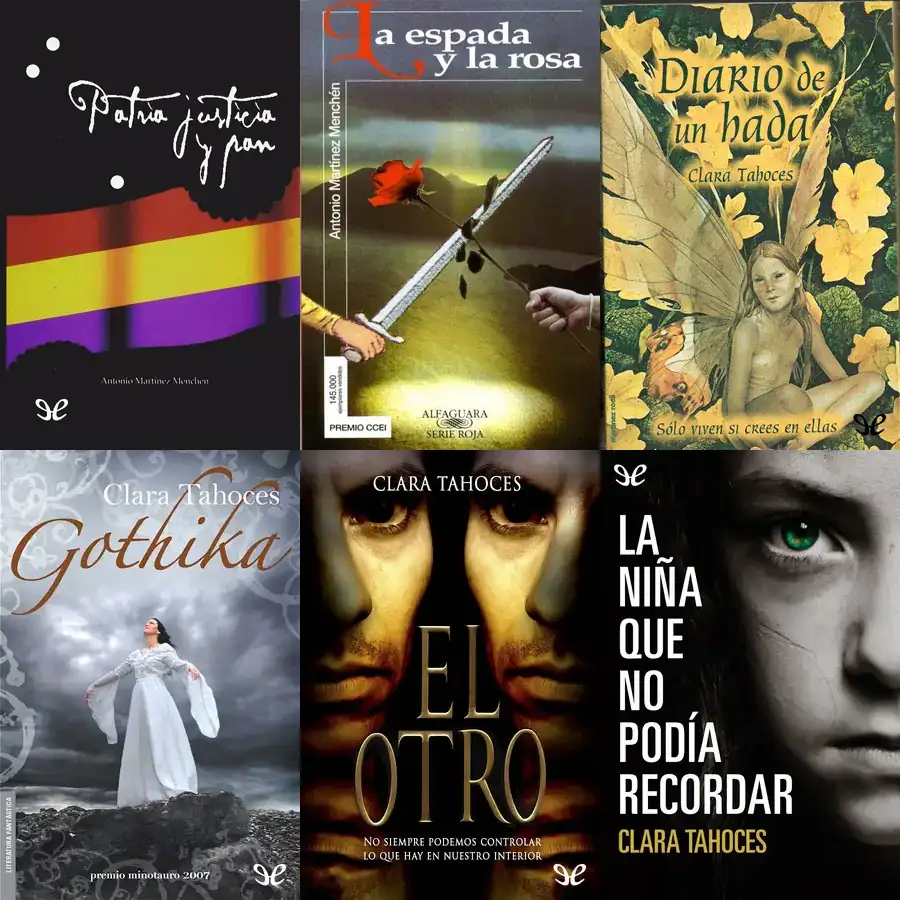 Patria justicia
y pan
Antonio Martínez Menchen
La espada
y la rosa
Antonio Martínez Menchén
145.000
ejemplares vendidos
PREMIO CCEI
ALFAGUARA
SERIE ROJA
DIARIO DE
un hada
Clara Tahoces
SÓLO VIVEN SI CREES EN ELLAS
Clara Tahoces
Gothika
LITERATURA FANTÁSTICA
premio minotauro 2007
CLARA TAHOCES
EL
OTRO
NO SIEMPRE PODEMOS CONTROLAR
LO QUE HAY EN NUESTRO INTERIOR
LA
NIÑA
QUE
NO
PODÍA
RECORDAR
CLARA TAHOCES